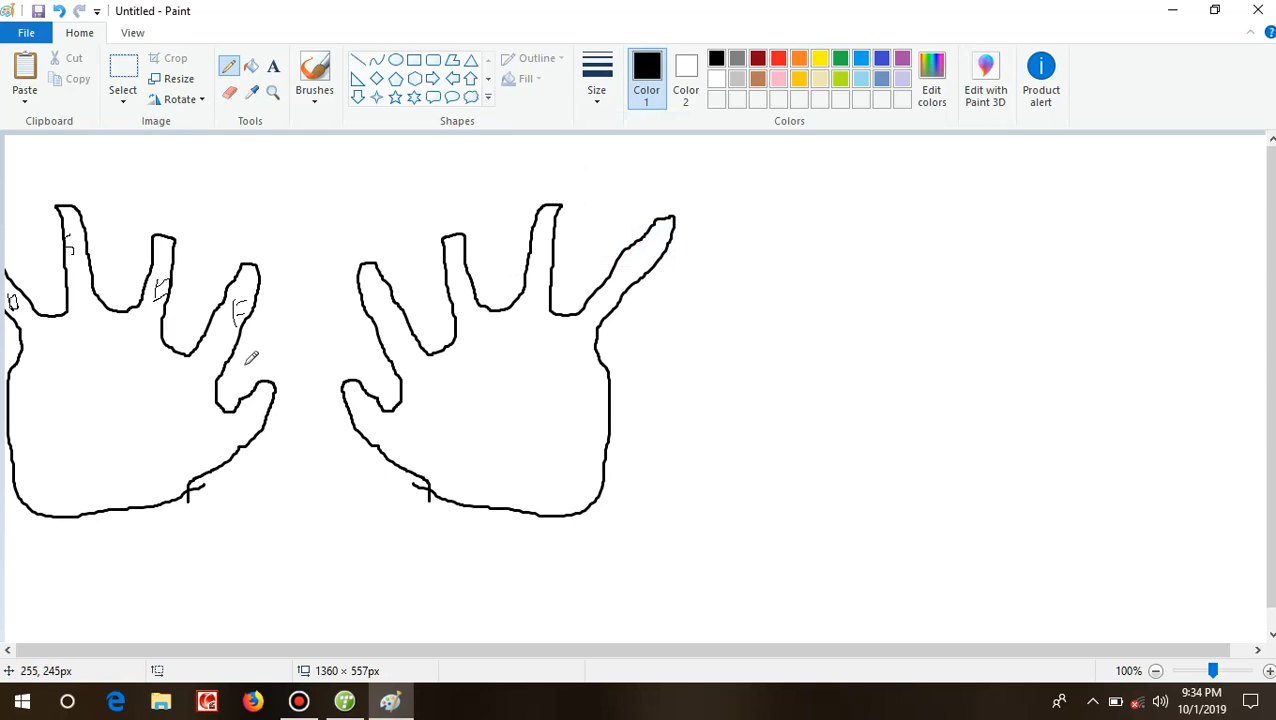 Untitled - Paint
File
Home
View
Paste
Cut
Copy
Clipboard
Select
Crop
Resize
Rotate
Image
A
Tools
Brushes
Outline
Fill
Shapes
Size
Color 1
Color 2
Edit colors
Colors
Edit with Paint 3D
Product alert
255, 245px
1360 × 557px
100%
9:34 PM
10/1/2019